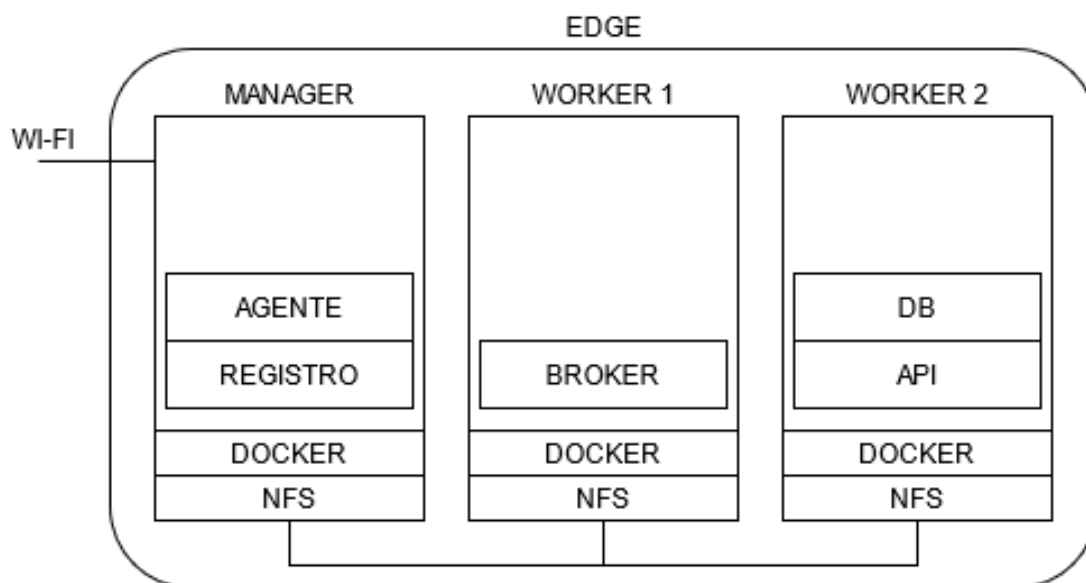 EDGE
MANAGER WORKER 1 WORKER 2
WI-FI
AGENTE DB
REGISTRO BROKER API
DOCKER DOCKER DOCKER
NFS NFS NFS